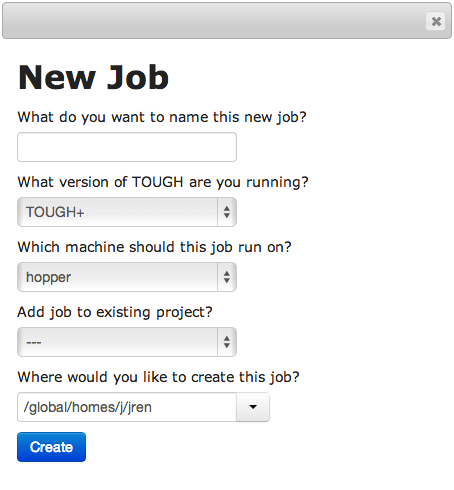 New Job
What do you want to name this new job?
What version of TOUGH are you running?
TOUGH+
Which machine should this job run on?
hopper
Add job to existing project?
---
Where would you like to create this job?
/global/homes/j/jren
Create